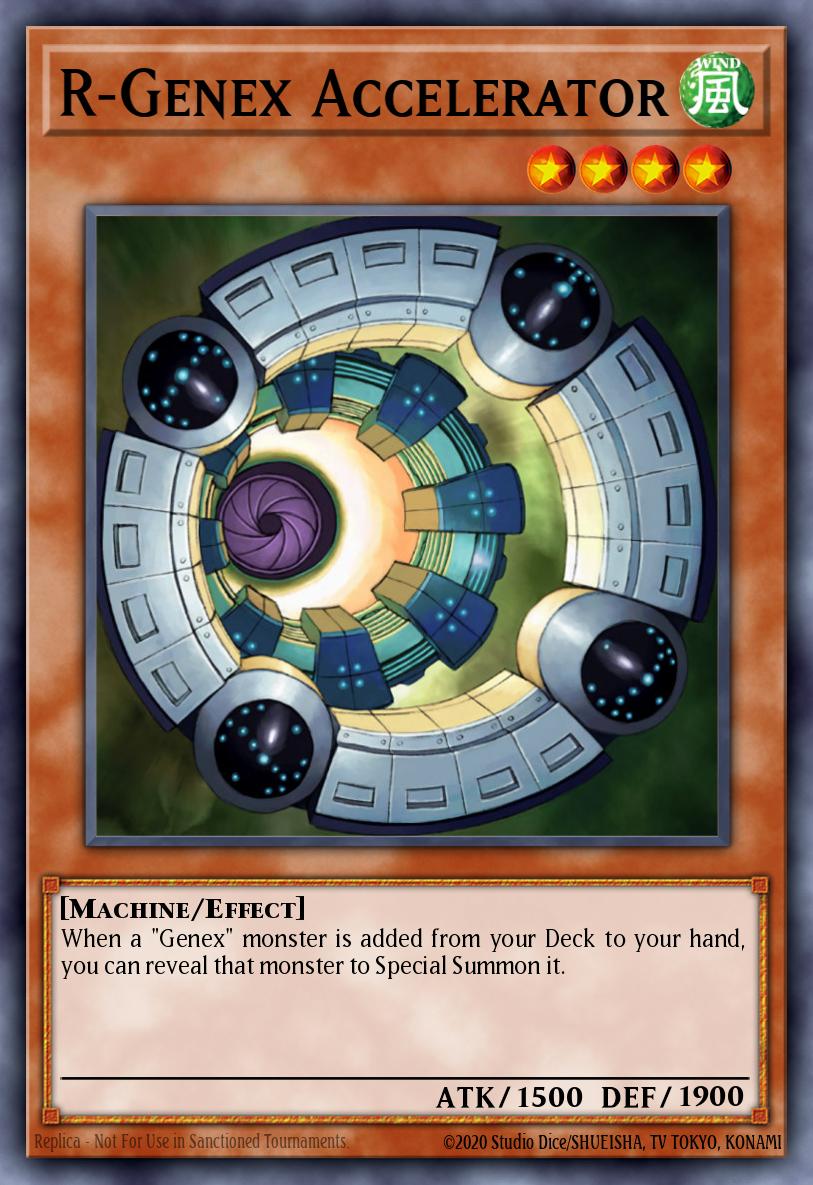 R-Genex Accelerator
WIND
風
[Machine/Effect]
When a "Genex" monster is added from your Deck to your hand,
you can reveal that monster to Special Summon it.
ATK/1500 DEF/1900
Replica - Not For Use in Sanctioned Tournaments.
©2020 Studio Dice/SHUEISHA, TV TOKYO, KONAMI